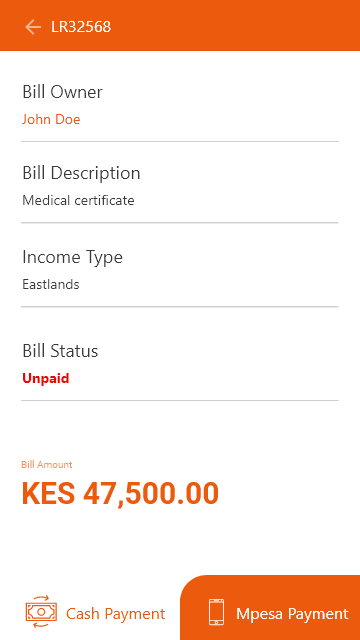 LR32568
Bill Owner
John Doe
Bill Description
Medical certificate
Income Type
Eastlands
Bill Status
Unpaid
Bill Amount
KES 47,500.00
Cash Payment
Mpesa Payment